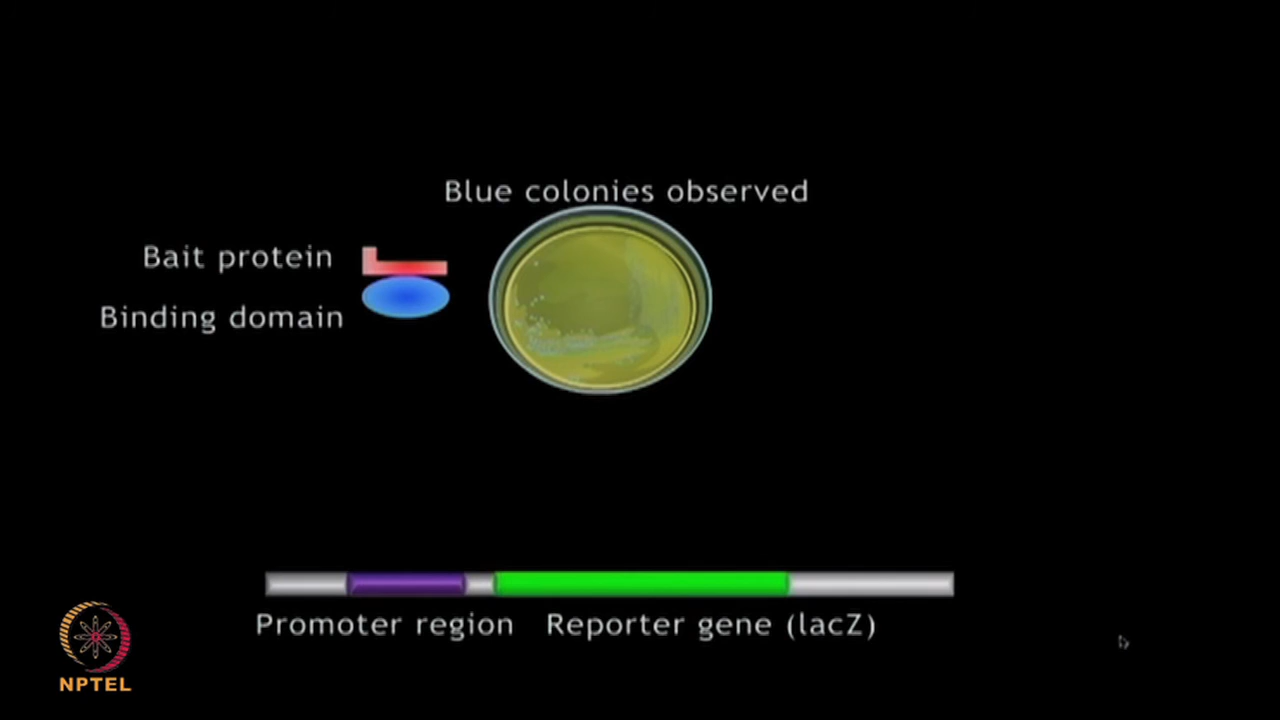 Blue colonies observed
Bait protein
Binding domain
Promoter region
Reporter gene (lacZ)
NPTEL